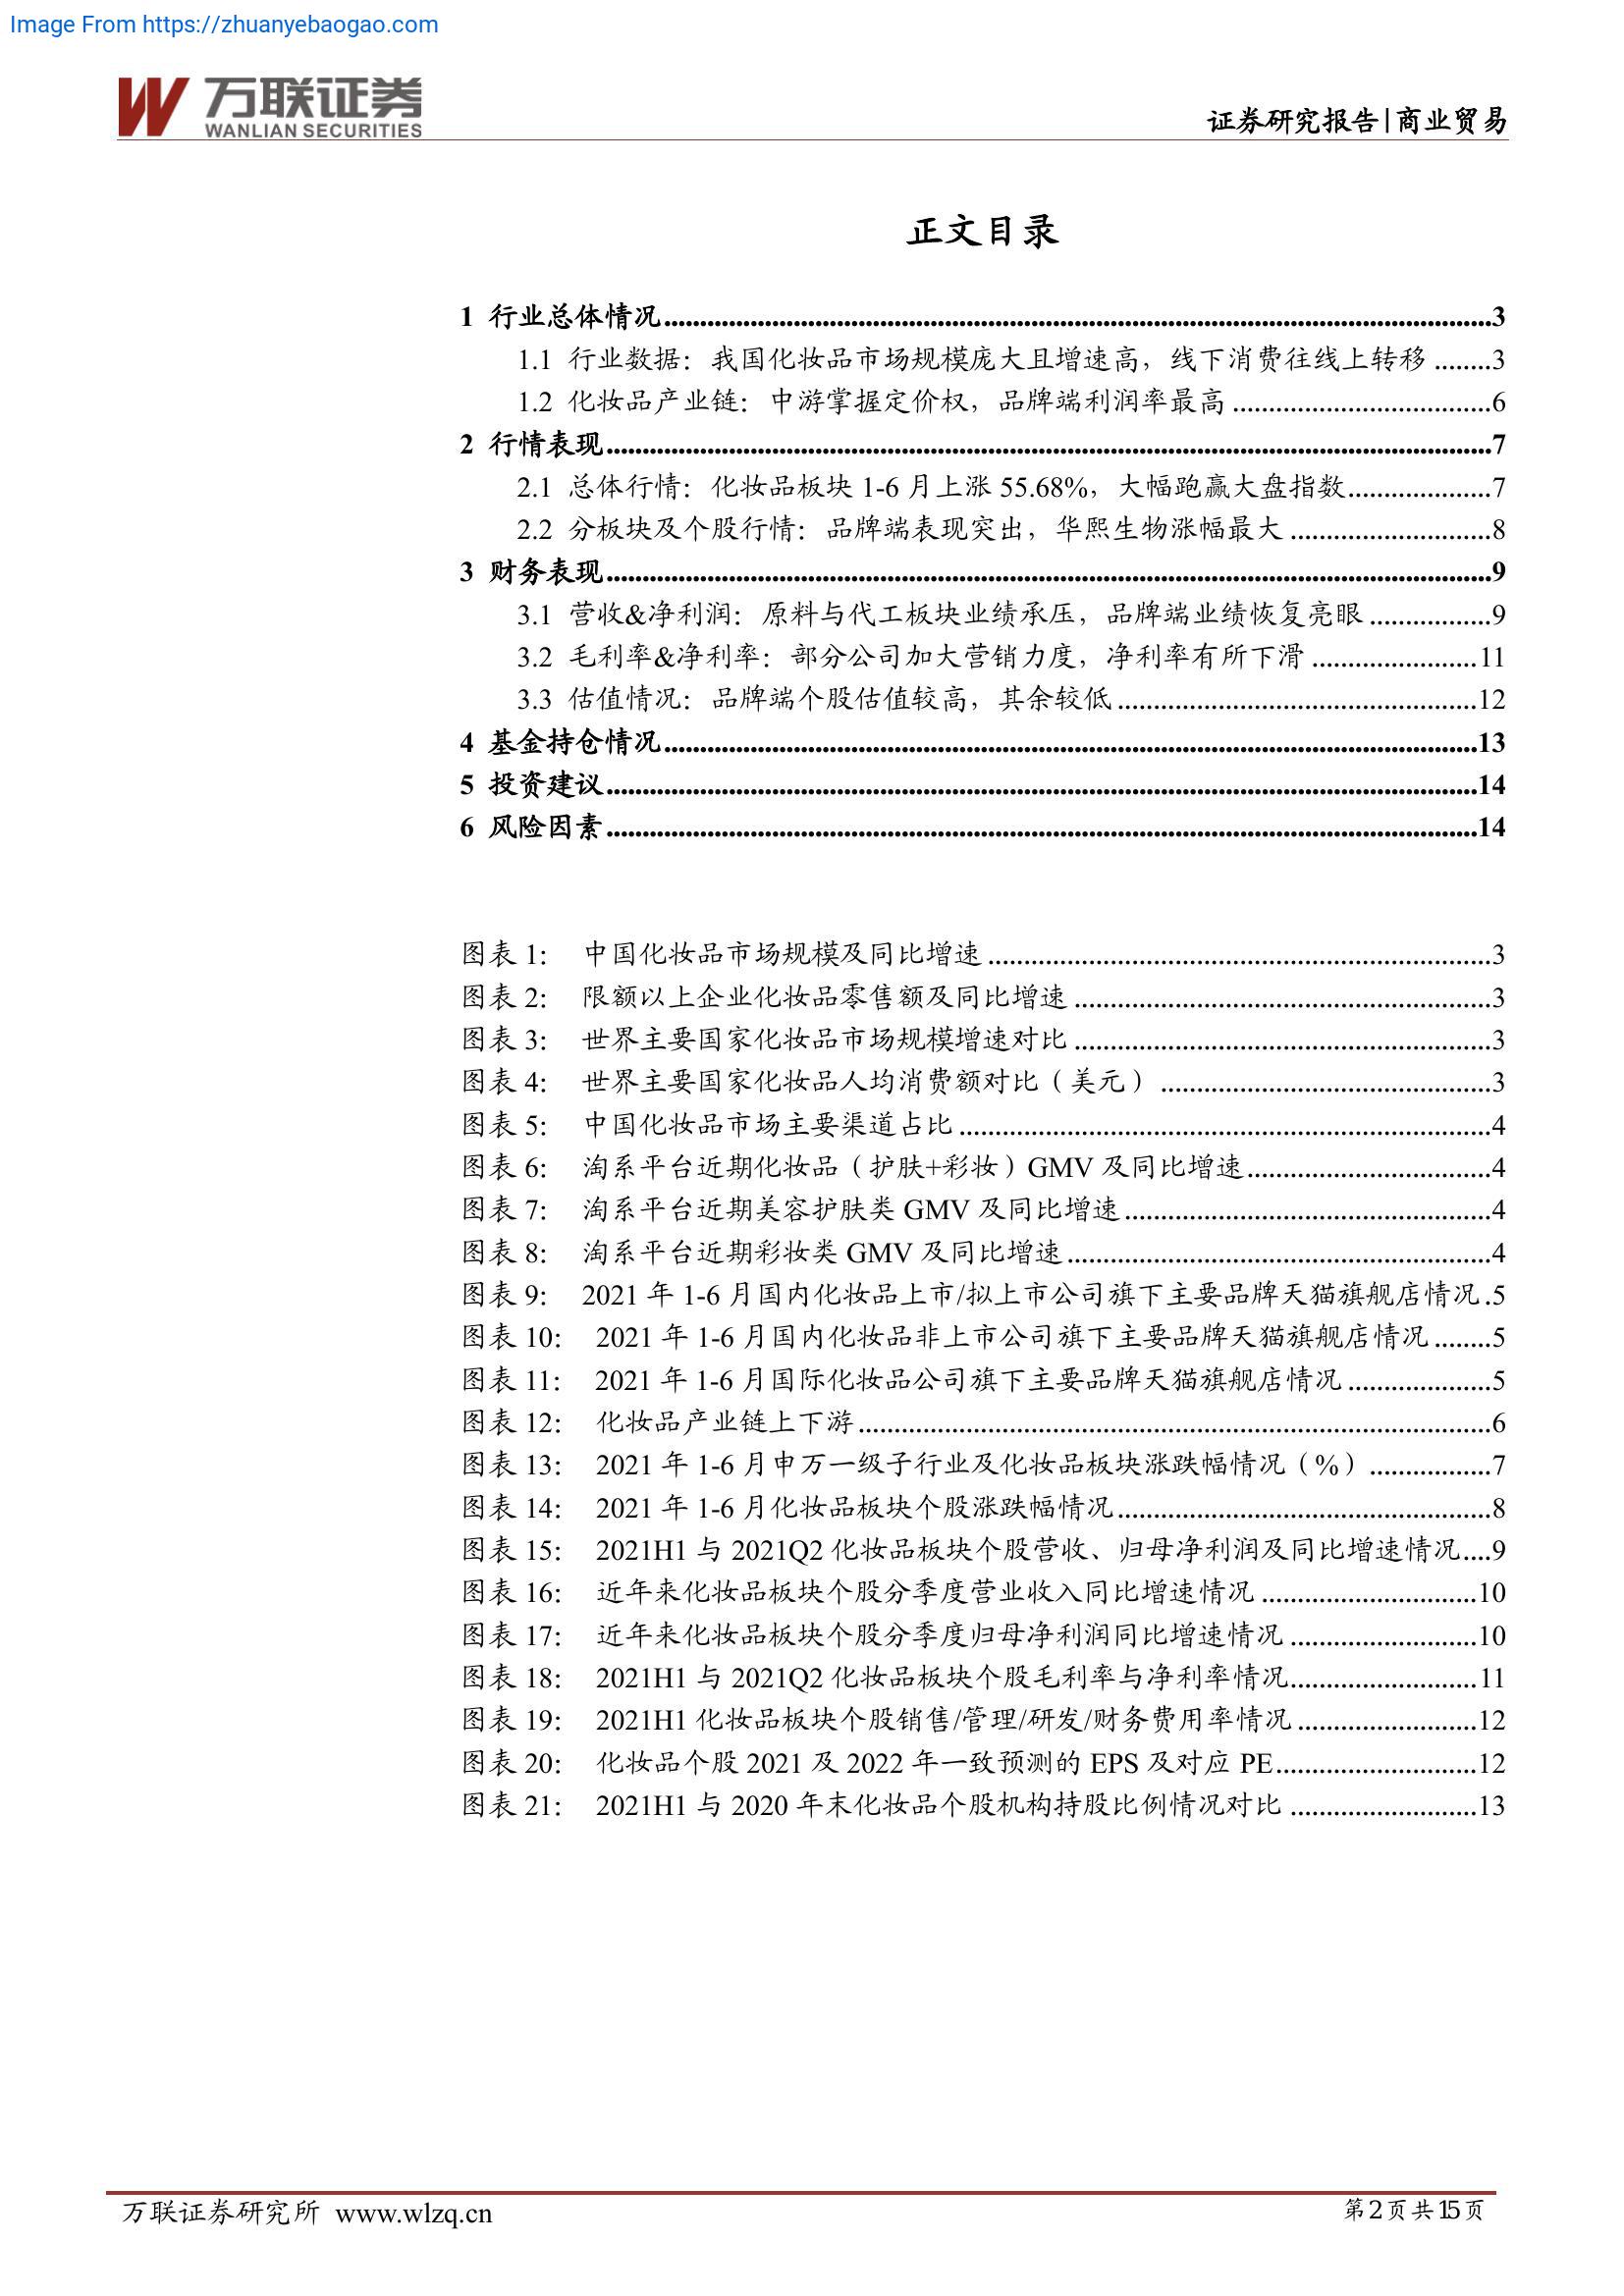 Image From https://zhuanyebaogao.com
万联证券
WANLIAN SECURITIES
证券研究报告|商业贸易
正文目录
1 行业总体情况........................................3
1.1 行业数据：我国化妆品市场规模庞大且增速高，线下消费往线上转移........3
1.2 化妆品产业链：中游掌握定价权，品牌端利润率最高........................6
2 行情表现........................................7
2.1 总体行情：化妆品板块 1-6 月上涨 55.68%，大幅跑赢大盘指数....................7
2.2 分板块及个股行情：品牌端表现突出，华熙生物涨幅最大........................8
3 财务表现........................................9
3.1 营收&净利润：原料与代工板块业绩承压，品牌端业绩恢复亮眼.................9
3.2 毛利率&净利率：部分公司加大营销力度，净利率有所下滑.......................11
3.3 估值情况：品牌端个股估值较高，其余较低........................................12
4 基金持仓情况........................................13
5 投资建议........................................14
6 风险因素........................................14
图表 1： 中国化妆品市场规模及同比增速........................................3
图表 2： 限额以上企业化妆品零售额及同比增速........................................3
图表 3： 世界主要国家化妆品市场规模增速对比........................................3
图表 4： 世界主要国家化妆品人均消费额对比（美元）........................................3
图表 5： 中国化妆品市场主要渠道占比........................................4
图表 6： 淘系平台近期化妆品（护肤+彩妆）GMV 及同比增速..................................4
图表 7： 淘系平台近期美容护肤类 GMV 及同比增速........................................4
图表 8： 淘系平台近期彩妆类 GMV 及同比增速........................................4
图表 9： 2021 年 1-6 月国内化妆品上市/拟上市公司旗下主要品牌天猫旗舰店情况.5
图表 10： 2021 年 1-6 月国内化妆品非上市公司旗下主要品牌天猫旗舰店情况........5
图表 11： 2021 年 1-6 月国际化妆品公司旗下主要品牌天猫旗舰店情况....................5
图表 12： 化妆品产业链上下游........................................6
图表 13： 2021 年 1-6 月申万一级子行业及化妆品板块涨跌幅情况（%）.................7
图表 14： 2021 年 1-6 月化妆品板块个股涨跌幅情况........................................8
图表 15： 2021H1 与 2021Q2 化妆品板块个股营收、归母净利润及同比增速情况....9
图表 16： 近年来化妆品板块个股分季度营业收入同比增速情况..............................10
图表 17： 近年来化妆品板块个股分季度归母净利润同比增速情况..........................10
图表 18： 2021H1 与 2021Q2 化妆品板块个股毛利率与净利率情况..........................11
图表 19： 2021H1 化妆品板块个股销售/管理/研发/财务费用率情况.........................12
图表 20： 化妆品个股 2021 及 2022 年一致预测的 EPS 及对应 PE............................12
图表 21： 2021H1 与 2020 年末化妆品个股机构持股比例情况对比..........................13
万联证券研究所 www.wlzq.cn
第2页共15页